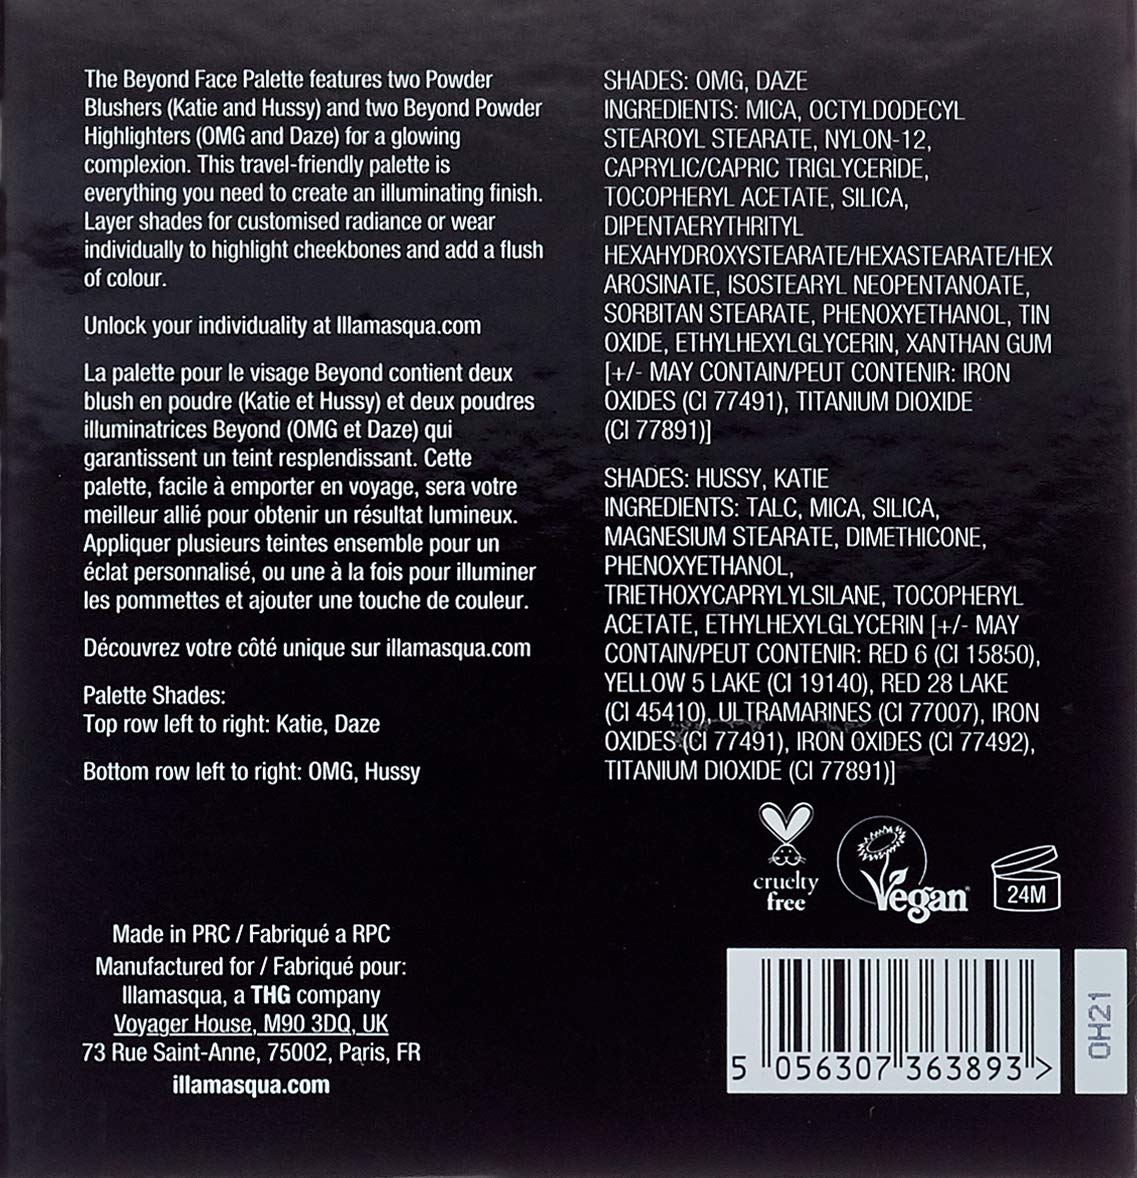 The Beyond Face Palette features two Powder
Blushers (Katie and Hussy) and two Beyond Powder
Highlighters (OMG and Daze) for a glowing
complexion. This travel-friendly palette is
everything you need to create an illuminating finish.
Layer shades for customised radiance or wear
individually to highlight cheekbones and add a flush
of colour.
Unlock your individuality at Illamasqua.com
La palette pour le visage Beyond contient deux
blush en poudre (Katie et Hussy) et deux poudres
illuminatrices Beyond (OMG et Daze) qui
garantissent un teint resplendissant. Cette
palette, facile à emporter en voyage, sera votre
meilleur allié pour obtenir un résultat lumineux.
Appliquer plusieurs teintes ensemble pour un
éclat personnalisé, ou une à la fois pour illuminer
les pommettes et ajouter une touche de couleur.
Découvrez votre côté unique sur illamasqua.com
Palette Shades:
Top row left to right: Katie, Daze
Bottom row left to right: OMG, Hussy
Made in PRC / Fabriqué a RPC
Manufactured for / Fabriqué pour:
Illamasqua, a THG company
Voyager House, M90 3DQ, UK
73 Rue Saint-Anne, 75002, Paris, FR
illamasqua.com
SHADES: OMG, DAZE
INGREDIENTS: MICA, OCTYLDODECYL
STEAROYL STEARATE, NYLON-12,
CAPRYLIC/CAPRIC TRIGLYCERIDE,
TOCOPHERYL ACETATE, SILICA,
DIPENTAERYTHRITYL
HEXAHYDROXYSTEARATE/HEXASTEARATE/HEX
AROSINATE, ISOSTEARYL NEOPENTANOATE,
SORBITAN STEARATE, PHENOXYETHANOL, TIN
OXIDE, ETHYLHEXYLGLYCERIN, XANTHAN GUM
[+/- MAY CONTAIN/PEUT CONTENIR: IRON
OXIDES (CI 77491), TITANIUM DIOXIDE
(CI 77891)]
SHADES: HUSSY, KATIE
INGREDIENTS: TALC, MICA, SILICA,
MAGNESIUM STEARATE, DIMETHICONE,
PHENOXYETHANOL,
TRIETHOXYCAPRYLYLSILANE, TOCOPHERYL
ACETATE, ETHYLHEXYLGLYCERIN [+/- MAY
CONTAIN/PEUT CONTENIR: RED 6 (CI 15850),
YELLOW 5 LAKE (CI 19140), RED 28 LAKE
(CI 45410), ULTRAMARINES (CI 77007), IRON
OXIDES (CI 77491), IRON OXIDES (CI 77492),
TITANIUM DIOXIDE (CI 77891)]
cruelty
free
Vegan
24M
5 056307 363893 >
0H21